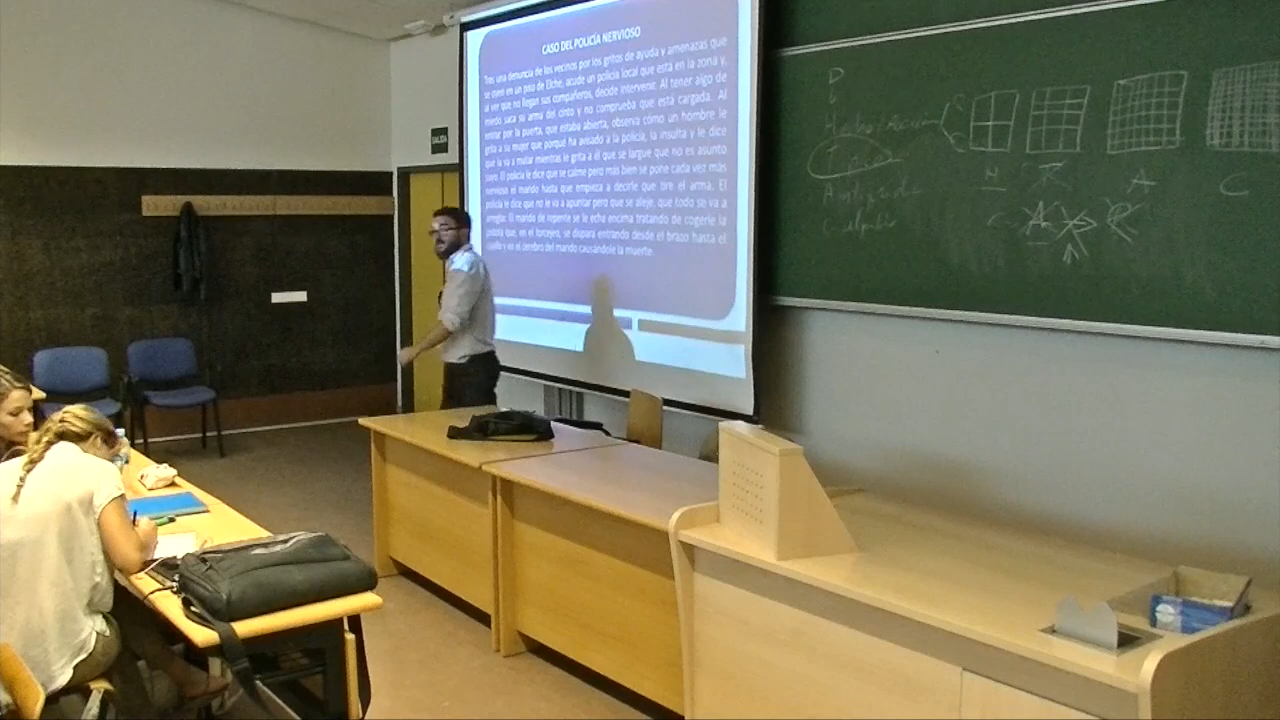 SALIDA
CASO DEL POLICÍA NERVIOSO
Tras una denuncia de los vecinos por los gritos de ayuda y amenazas que
se oyen en un piso de Elche, acude un policía local que está en la zona y,
al ver que no llegan sus compañeros, decide intervenir. Al tener algo de
miedo saca su arma del cinto y no comprueba que está cargada. Al
entrar por la puerta, que estaba abierta, observa cómo un hombre le
grita a su mujer que porqué ha avisado a la policía, la insulta y le dice
que la va a matar mientras le grita a él que se largue que no es asunto
suyo. El policía le dice que se calme pero más bien se pone cada vez más
nervioso el marido hasta que empieza a decirle que tire el arma. El
policía le dice que no le va a apuntar pero que se aleje, que todo se va a
arreglar. El marido de repente se le echa encima tratando de cogerle la
pistola que, en el forcejeo, se dispara entrando desde el brazo hasta el
cuello y en el cerebro del marido causándole la muerte.
D
A C